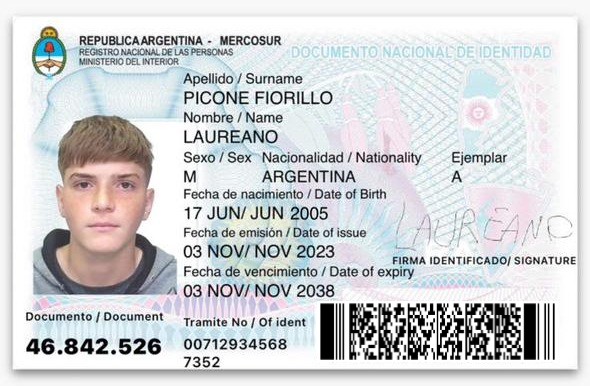 REPUBLICA ARGENTINA - MERCOSUR
REGISTRO NACIONAL DE LAS PERSONAS
MINISTERIO DEL INTERIOR
DOCUMENTO NACIONAL DE IDENTIDAD
Apellido / Surname
PICONE FIORILLO
Nombre / Name
LAUREANO
Sexo / Sex Nacionalidad / Nationality Ejemplar
M ARGENTINA A
Fecha de nacimiento / Date of Birth
17 JUN/ JUN 2005
Fecha de emisión / Date of issue
03 NOV/ NOV 2023
LAUREANO
FIRMA IDENTIFICADO/ SIGNATURE
Fecha de vencimiento / Date of expiry
03 NOV/ NOV 2038
Documento / Document
46.842.526
Tramite No / Of ident
00712934568
7352